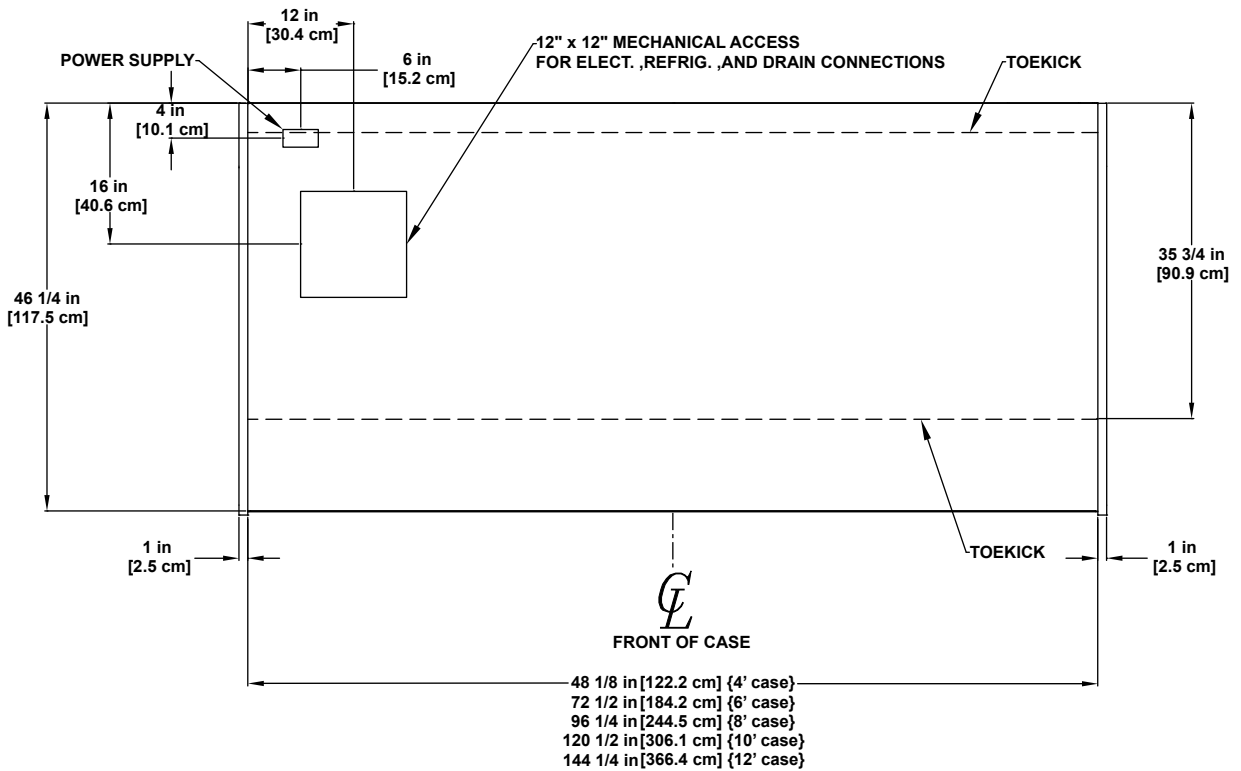 12 in
[30.4 cm]
POWER SUPPLY
6 in
[15.2 cm]
12" x 12" MECHANICAL ACCESS
FOR ELECT. ,REFRIG. ,AND DRAIN CONNECTIONS
TOEKICK
4 in
[10.1 cm]
16 in
[40.6 cm]
35 3/4 in
[90.9 cm]
46 1/4 in
[117.5 cm]
1 in
[2.5 cm]
TOEKICK
1 in
[2.5 cm]
CL
FRONT OF CASE
48 1/8 in[122.2 cm] {4’ case}
72 1/2 in[184.2 cm] {6’ case}
96 1/4 in[244.5 cm] {8’ case}
120 1/2 in[306.1 cm] {10’ case}
144 1/4 in[366.4 cm] {12’ case}